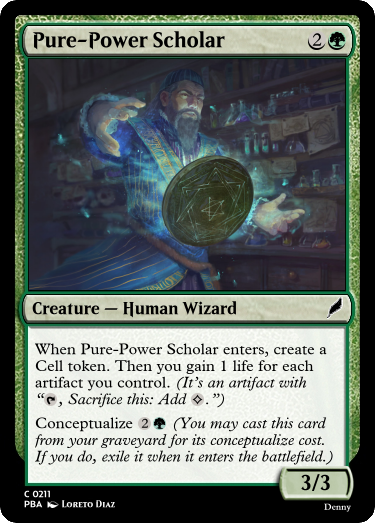 Pure-Power Scholar 2
Creature — Human Wizard
When Pure-Power Scholar enters, create a
Cell token. Then you gain 1 life for each
artifact you control. (It's an artifact with
“, Sacrifice this: Add .”)
Conceptualize 2 (You may cast this
card from your graveyard for its conceptualize cost.
If you do, exile it when it enters the battlefield.)
3/3
C 0211
PBA Loreto Diaz
Denny